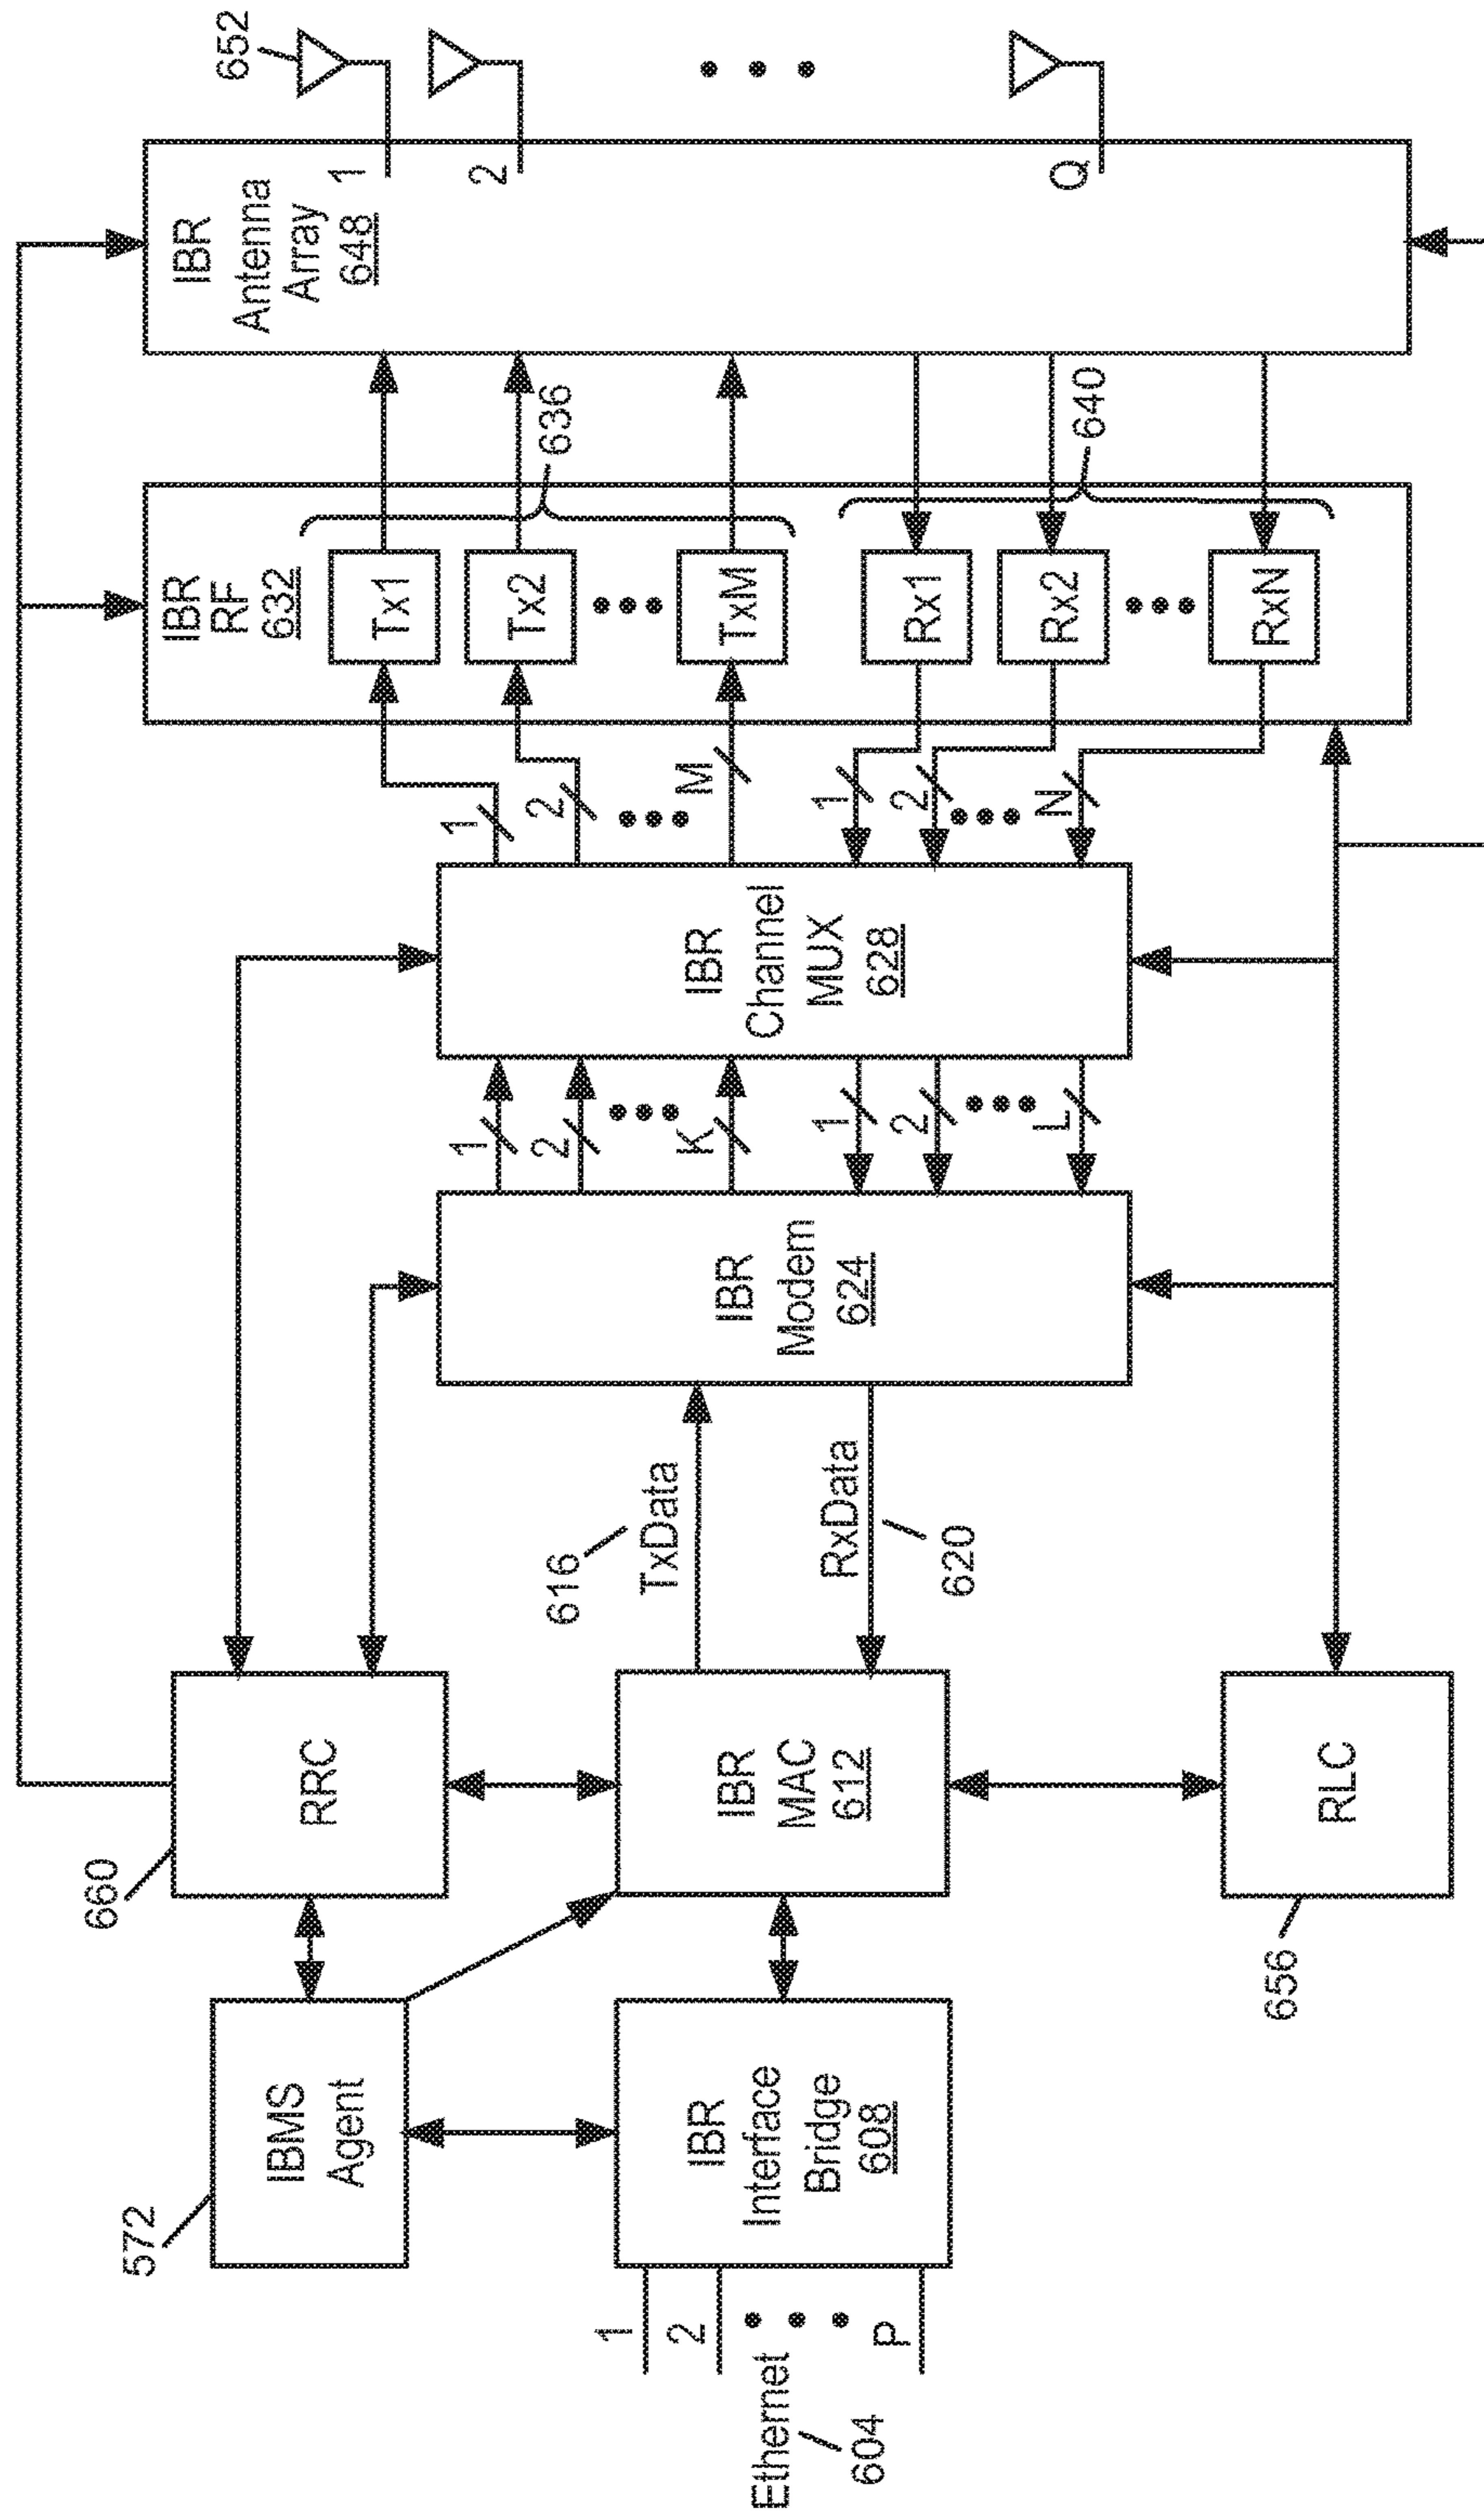 572
IBMS
Agent
660
RRC
Ethernet
604
1
2
P
IBR
Interface
Bridge
608
IBR
MAC
612
656
RLC
616
TxData
RxData
620
IBR
Modem
624
1
2
K
1
2
L
IBR
Channel
MUX
628
1
2
M
1
2
N
IBR
RF
632
Tx1
Tx2
TxM
Rx1
Rx2
RxN
636
640
IBR
Antenna
Array
648
1
2
Q
652